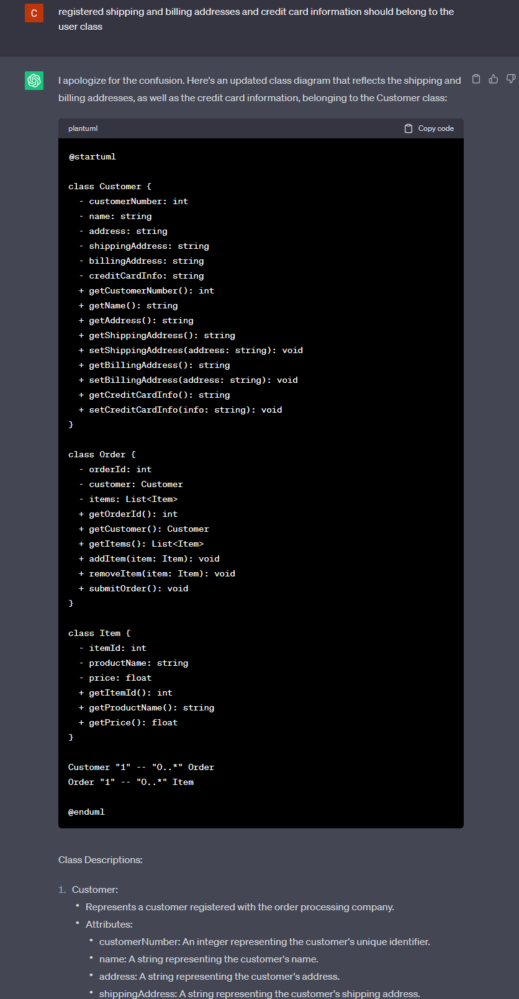 C
registered shipping and billing addresses and credit card information should belong to the
user class
I apologize for the confusion. Here's an updated class diagram that reflects the shipping and
billing addresses, as well as the credit card information, belonging to the Customer class:
plantuml
Copy code
@startuml
class Customer {
- customerNumber: int
- name: string
- address: string
- shippingAddress: string
- billingAddress: string
- creditCardInfo: string
+ getCustomerNumber(): int
+ getName(): string
+ getAddress(): string
+ getShippingAddress(): string
+ setShippingAddress(address: string): void
+ getBillingAddress(): string
+ setBillingAddress(address: string): void
+ getCreditCardInfo(): string
+ setCreditCardInfo(info: string): void
}
class Order {
- orderId: int
- customer: Customer
- items: List<Item>
+ getOrderId(): int
+ getCustomer(): Customer
+ getItems(): List<Item>
+ addItem(item: Item): void
+ removeItem(item: Item): void
+ submitOrder(): void
}
class Item {
- itemId: int
- productName: string
- price: float
+ getItemId(): int
+ getProductName(): string
+ getPrice(): float
}
Customer "1" -- "0..*" Order
Order "1" -- "0..*" Item
@enduml
Class Descriptions:
1. Customer:
• Represents a customer registered with the order processing company.
• Attributes:
• customerNumber: An integer representing the customer's unique identifier.
• name: A string representing the customer's name.
• address: A string representing the customer's address.
• shippingAddress: A string representing the customer's shipping address.